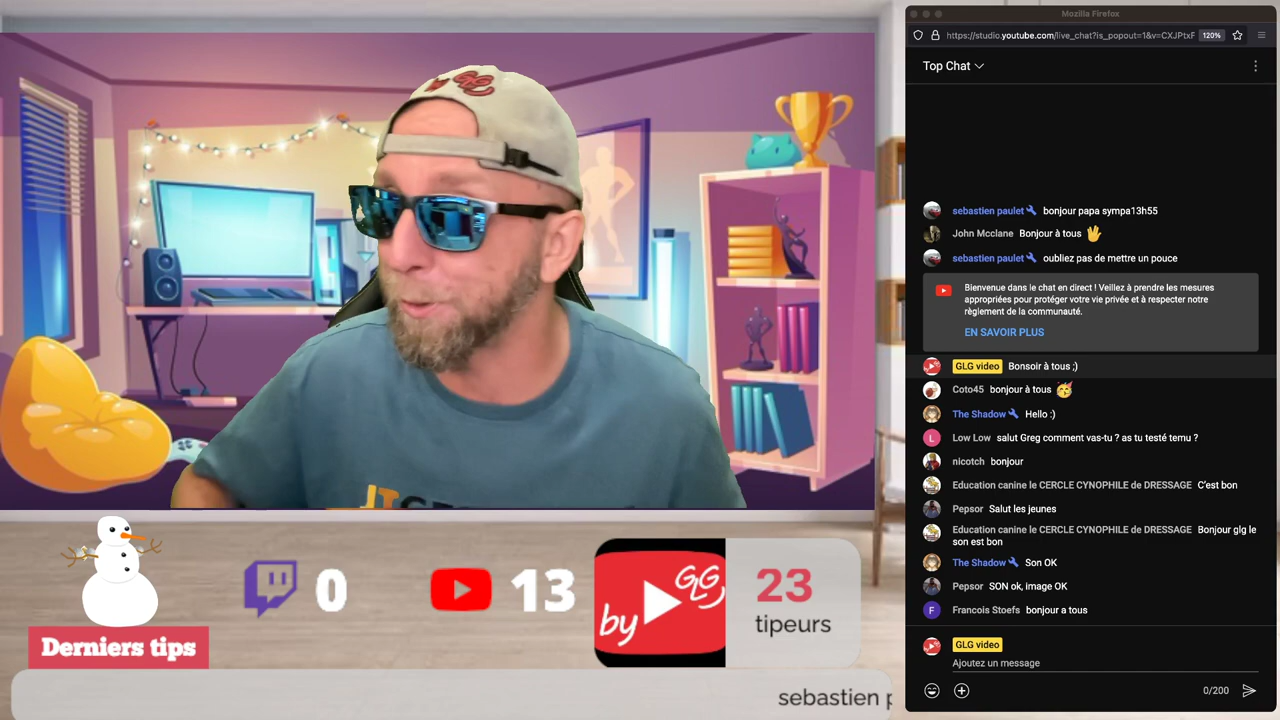 Mozilla Firefox
https://studio.youtube.com/live_chat?is_popout=1&v=CXJPtxF
120%
Top Chat
sebastien paulet bonjour papa sympa13h55
John Mcclane Bonjour à tous
sebastien paulet oubliez pas de mettre un pouce
Bienvenue dans le chat en direct ! Veillez à prendre les mesures
appropriées pour protéger votre vie privée et à respecter notre
règlement de la communauté.
EN SAVOIR PLUS
GLG video Bonsoir à tous ;)
Coto45 bonjour à tous
The Shadow Hello :)
L Low Low salut Greg comment vas-tu ? as tu testé temu ?
nicotch bonjour
Education canine le CERCLE CYNOPHILE de DRESSAGE C'est bon
Pepsor Salut les jeunes
Education canine le CERCLE CYNOPHILE de DRESSAGE Bonjour glg le
son est bon
The Shadow Son OK
Pepsor SON ok, image OK
F Francois Stoefs bonjour a tous
GLG video
Ajoutez un message
0/200
Derniers tips
0
13
by GLG
23
tipeurs
sebastien p